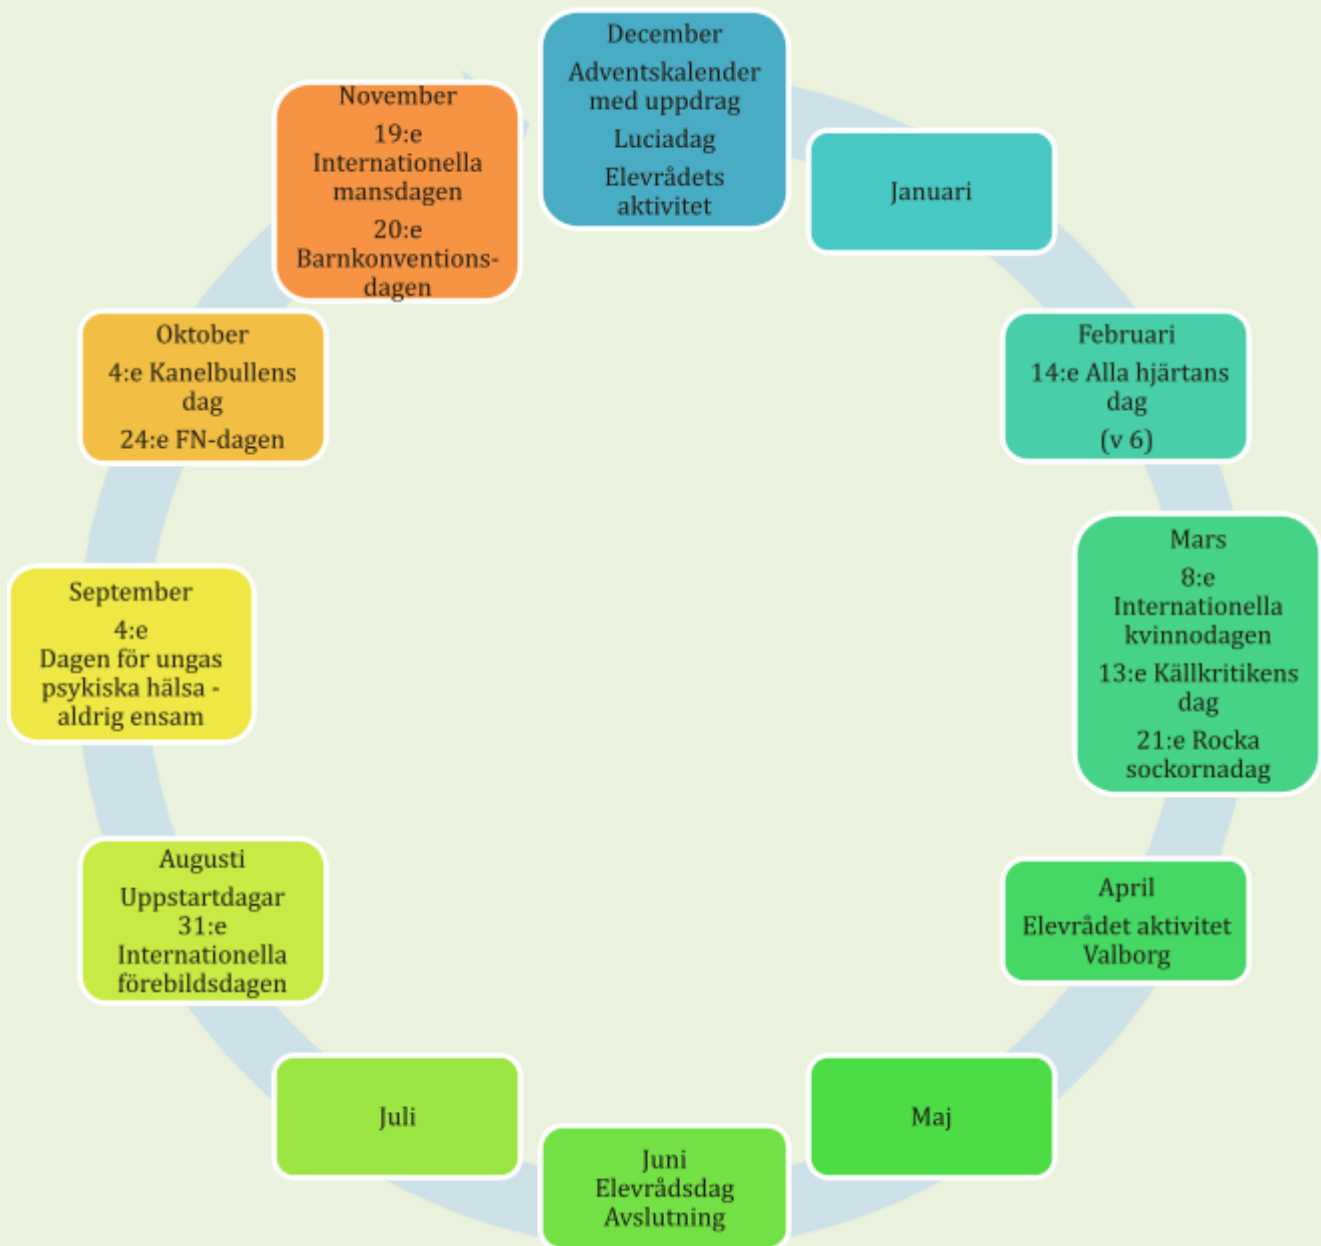 December
Adventskalender
med uppdrag
Luciadag
Elevrådets
aktivitet
Januari
Februari
14:e Alla hjärtans
dag
(v 6)
Mars
8:e
Internationella
kvinnodagen
13:e Källkritikens
dag
21:e Rocka
sockornadag
April
Elevrådet aktivitet
Valborg
Maj
Juni
Elevrådsdag
Avslutning
Juli
Augusti
Uppstartdagar
31:e
Internationella
förebildsdagen
September
4:e
Dagen för ungas
psykiska hälsa -
aldrig ensam
Oktober
4:e Kanelbullens
dag
24:e FN-dagen
November
19:e
Internationella
mansdagen
20:e
Barnkonventions-
dagen